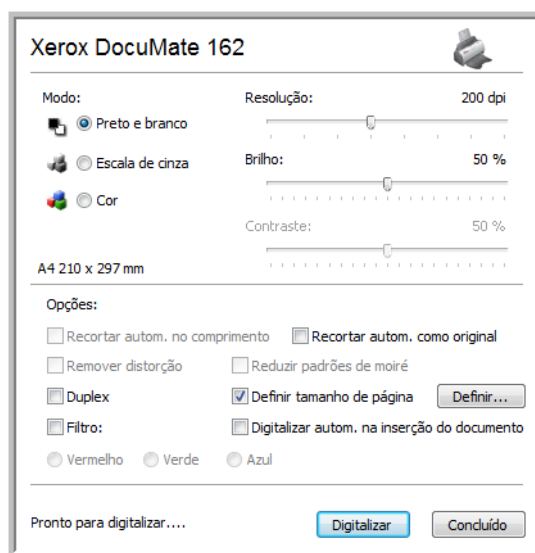 Xerox DocuMate 162
Modo:
Resolução: 200 dpi
Preto e branco
Escala de cinza
Brilho: 50 %
Cor
Contraste: 50 %
A4 210 x 297 mm
Opções:
Recortar autom. no comprimento Recortar autom. como original
Remover distorção Reduzir padrões de moiré
Duplex Definir tamanho de página Definir...
Filtro: Digitalizar autom. na inserção do documento
Vermelho Verde Azul
Pronto para digitalizar.... Digitalizar Concluído